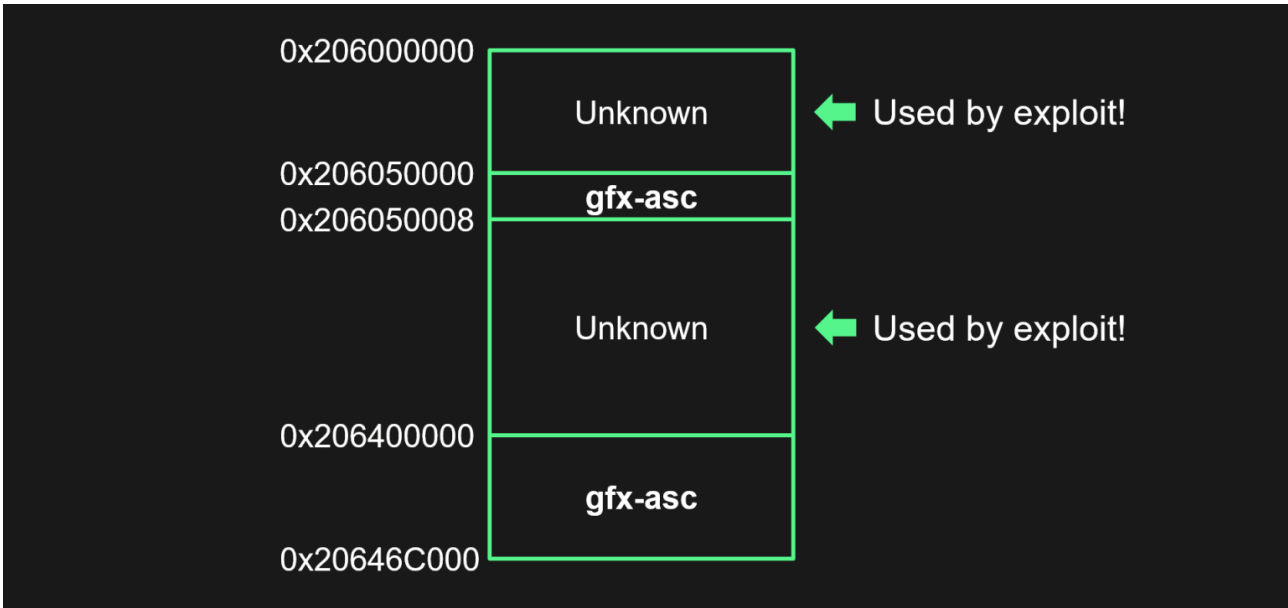 0x206000000
Unknown
Used by exploit!
0x206050000
gfx-asc
0x206050008
Unknown
Used by exploit!
0x206400000
gfx-asc
0x20646C000